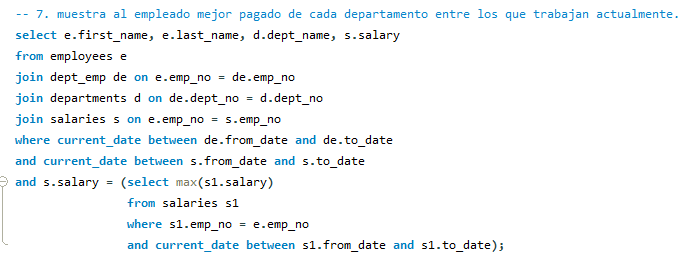 -- 7. muestra al empleado mejor pagado de cada departamento entre los que trabajan actualmente.
select e.first_name, e.last_name, d.dept_name, s.salary
from employees e
join dept_emp de on e.emp_no = de.emp_no
join departments d on de.dept_no = d.dept_no
join salaries s on e.emp_no = s.emp_no
where current_date between de.from_date and de.to_date
and current_date between s.from_date and s.to_date
and s.salary = (select max(s1.salary)
from salaries s1
where s1.emp_no = e.emp_no
and current_date between s1.from_date and s1.to_date);